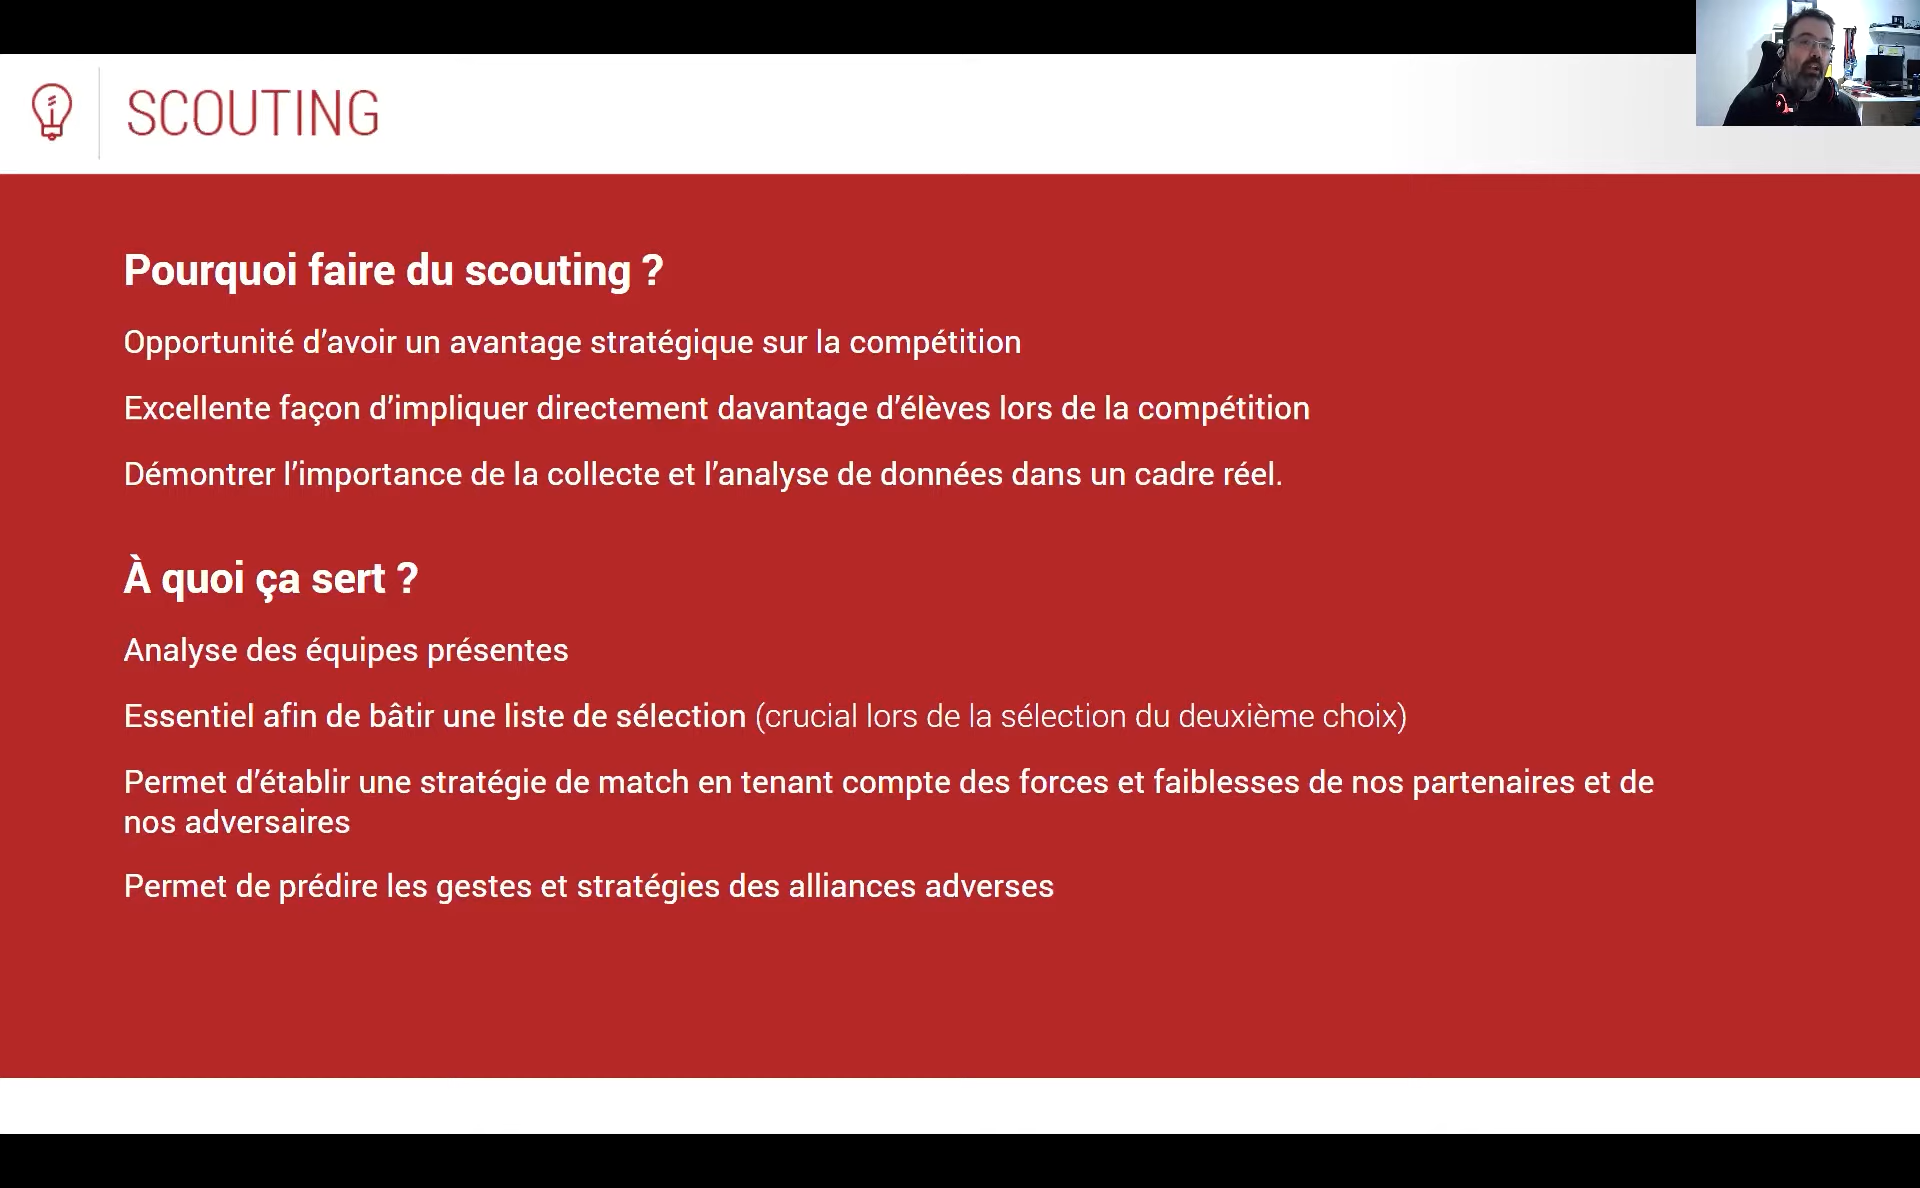 SCOUTING
Pourquoi faire du scouting ?
Opportunité d’avoir un avantage stratégique sur la compétition
Excellente façon d’impliquer directement davantage d’élèves lors de la compétition
Démontrer l’importance de la collecte et l’analyse de données dans un cadre réel.
À quoi ça sert ?
Analyse des équipes présentes
Essentiel afin de bâtir une liste de sélection (crucial lors de la sélection du deuxième choix)
Permet d’établir une stratégie de match en tenant compte des forces et faiblesses de nos partenaires et de
nos adversaires
Permet de prédire les gestes et stratégies des alliances adverses